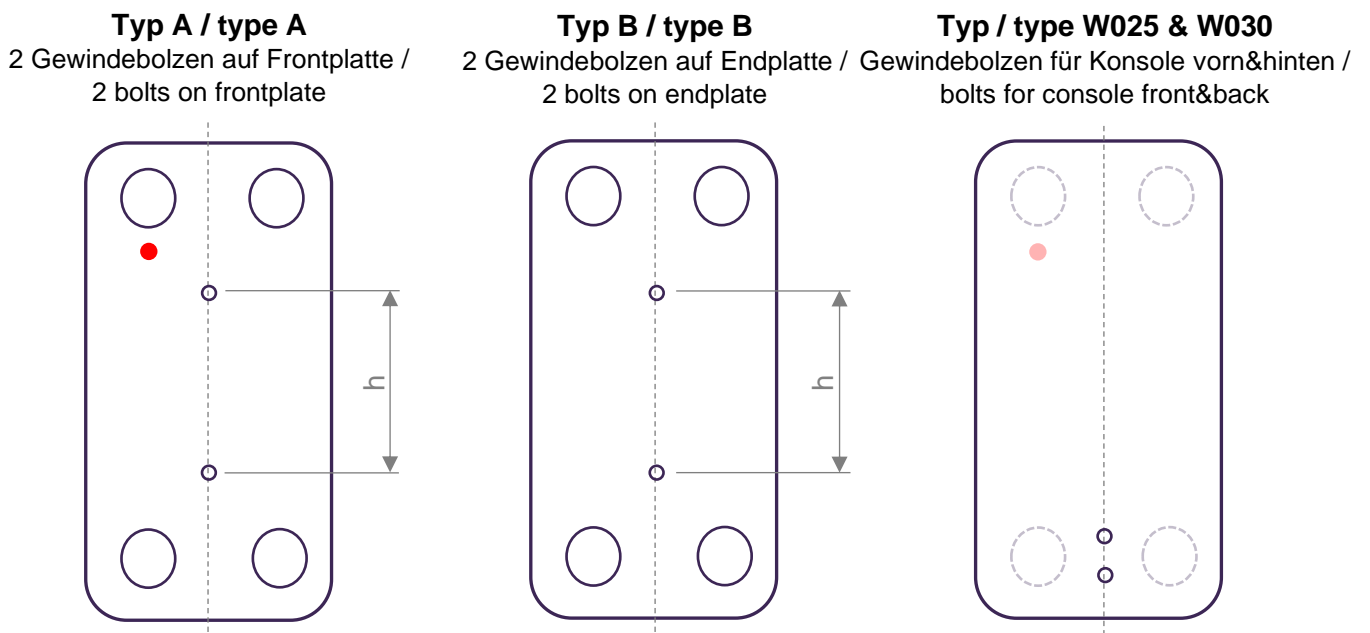 Typ A / type A
2 Gewindebolzen auf Frontplatte /
2 bolts on frontplate
h
Typ B / type B
2 Gewindebolzen auf Endplatte /
2 bolts on endplate
h
Typ / type W025 & W030
Gewindebolzen für Konsole vorn&hinten /
bolts for console front&back